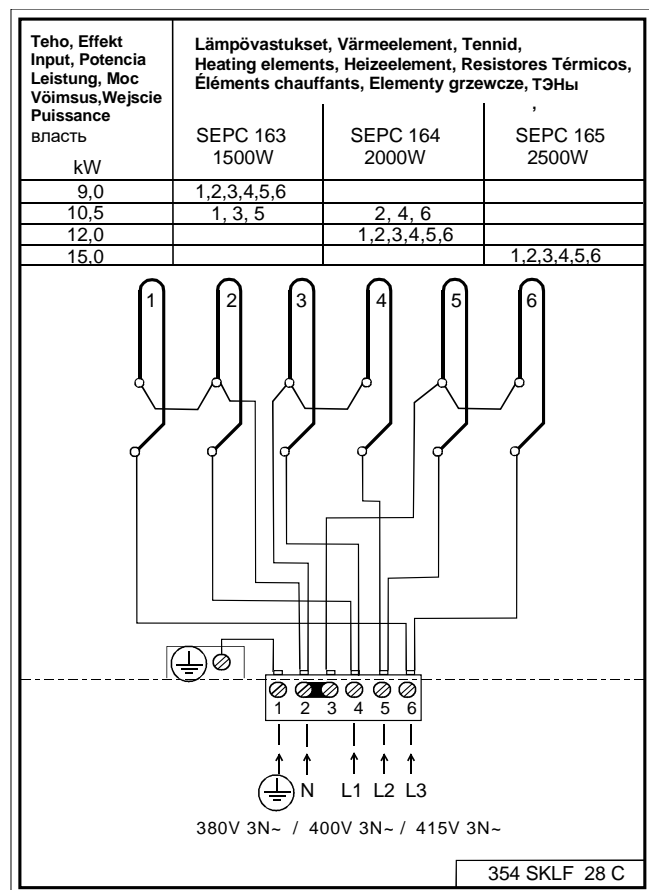 Teho, Effekt
Input, Potencia
Leistung, Moc
Vöimsus,Wejscie
Puissance
власть
kW
Lämpövastukset, Värmeelement, Tennid,
Heating elements, Heizeelement, Resistores Térmicos,
Éléments chauffants, Elementy grzewcze, ТЭНы
,
SEPC 163 SEPC 164 SEPC 165
1500W 2000W 2500W
9,0 1,2,3,4,5,6
10,5 1, 3, 5 2, 4, 6
12,0 1,2,3,4,5,6
15,0 1,2,3,4,5,6
1 2 3 4 5 6
1 2 3 4 5 6
N L1 L2 L3
380V 3N~ / 400V 3N~ / 415V 3N~
354 SKLF 28 C